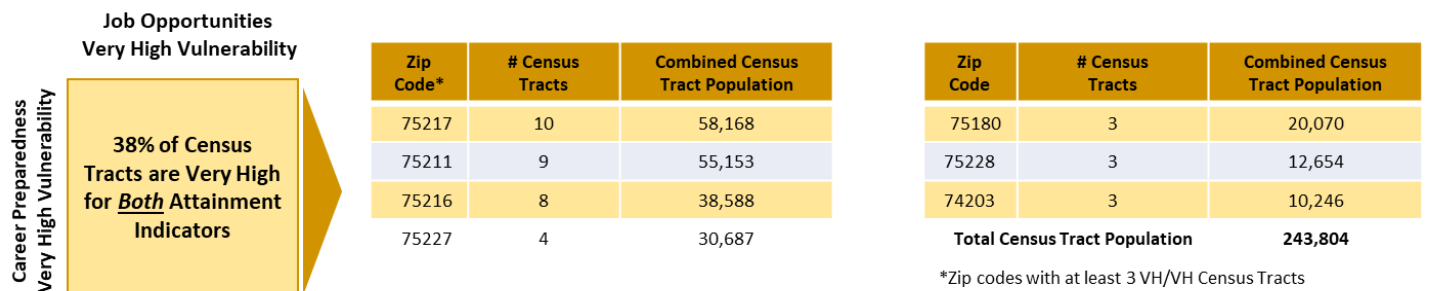 Job Opportunities
Very High Vulnerability
Career Preparedness
Very High Vulnerability
38% of Census
Tracts are Very High
for Both Attainment
Indicators
Zip Code* # Census Tracts Combined Census Tract Population
75217 10 58,168
75211 9 55,153
75216 8 38,588
75227 4 30,687
Zip Code # Census Tracts Combined Census Tract Population
75180 3 20,070
75228 3 12,654
74203 3 10,246
Total Census Tract Population 243,804
*Zip codes with at least 3 VH/VH Census Tracts